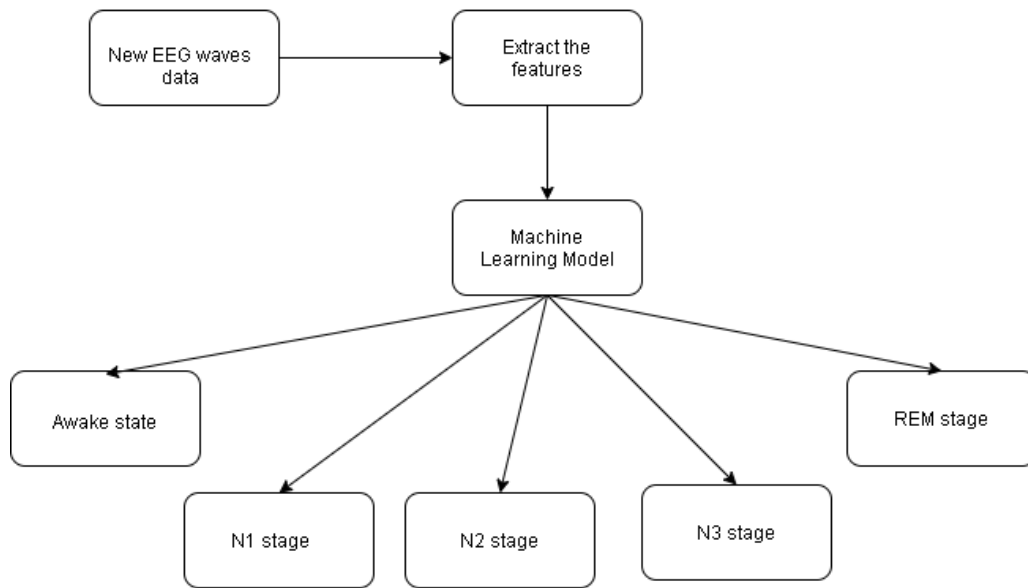 New EEG waves
data
Extract the
features
Machine
Learning Model
Awake state
REM stage
N1 stage
N2 stage
N3 stage